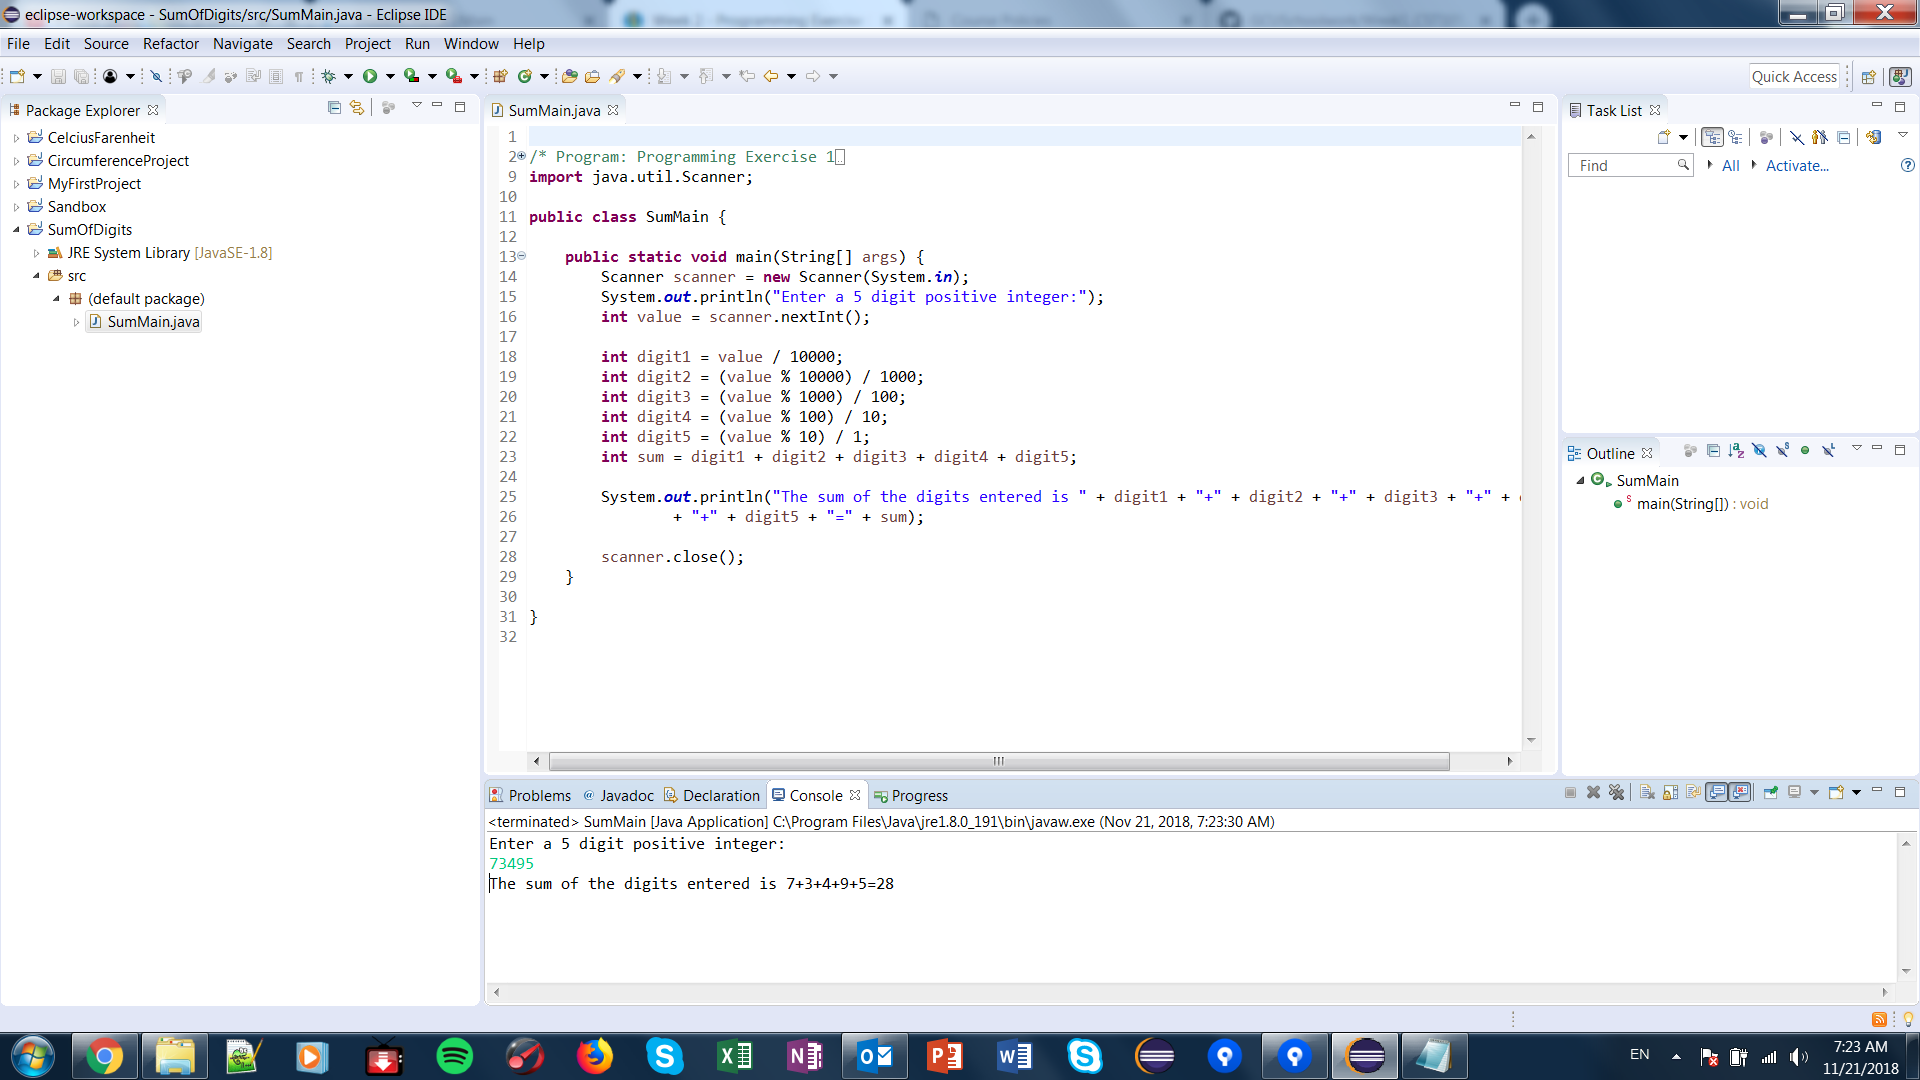 eclipse-workspace - SumOfDigits/src/SumMain.java - Eclipse IDE
File Edit Source Refactor Navigate Search Project Run Window Help
Quick Access
Package Explorer
CelciusFarenheit
CircumferenceProject
MyFirstProject
Sandbox
SumOfDigits
JRE System Library [JavaSE-1.8]
src
(default package)
SumMain.java
SumMain.java
1
2 /* Program: Programming Exercise 1
9 import java.util.Scanner;
10
11 public class SumMain {
12
13 public static void main(String[] args) {
14 Scanner scanner = new Scanner(System.in);
15 System.out.println("Enter a 5 digit positive integer:");
16 int value = scanner.nextInt();
17
18 int digit1 = value / 10000;
19 int digit2 = (value % 10000) / 1000;
20 int digit3 = (value % 1000) / 100;
21 int digit4 = (value % 100) / 10;
22 int digit5 = (value % 10) / 1;
23 int sum = digit1 + digit2 + digit3 + digit4 + digit5;
24
25 System.out.println("The sum of the digits entered is " + digit1 + "+" + digit2 + "+" + digit3 + "+" +
26 + "+" + digit5 + "=" + sum);
27
28 scanner.close();
29 }
30
31 }
32
Task List
Find All Activate...
Outline
SumMain
main(String[]) : void
Problems Javadoc Declaration Console Progress
<terminated> SumMain [Java Application] C:\Program Files\Java\jre1.8.0_191\bin\javaw.exe (Nov 21, 2018, 7:23:30 AM)
Enter a 5 digit positive integer:
73495
The sum of the digits entered is 7+3+4+9+5=28
EN
7:23 AM
11/21/2018